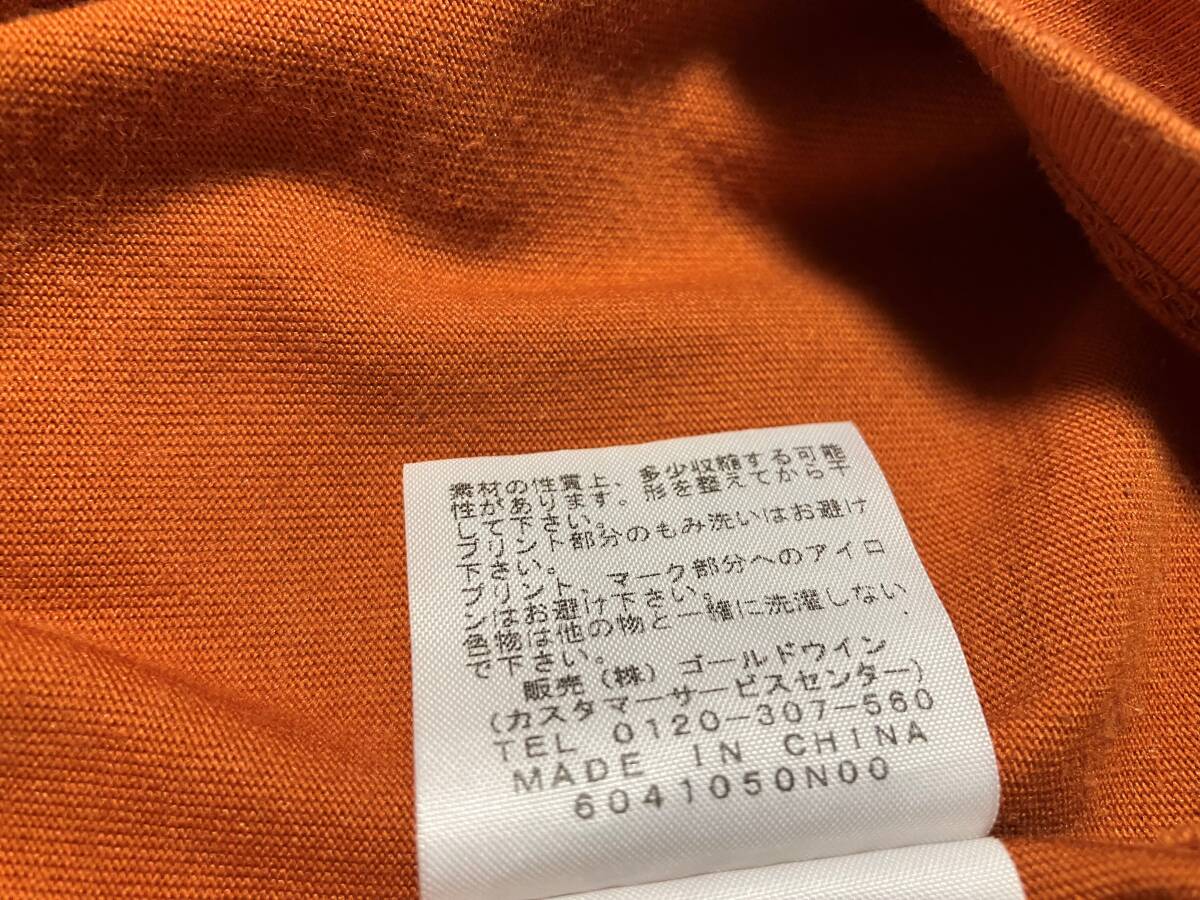 素材の性質上、多少収縮する可能
性があります。形を整えてから干
して下さい。
プリント部分のもみ洗いはお避け
下さい。
プリント、マーク部分へのアイロ
ンはお避け下さい。
色物は他の物と一緒に洗濯しない
で下さい。
販売(株)ゴールドウイン
(カスタマーサービスセンター)
TEL 0120-307-560
MADE IN CHINA
6041050N00